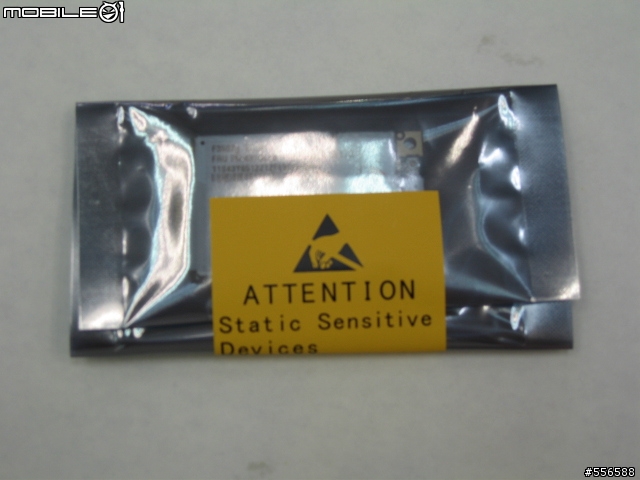 MOBILE01
ATTENTION
Static Sensitive
Devices
#556588